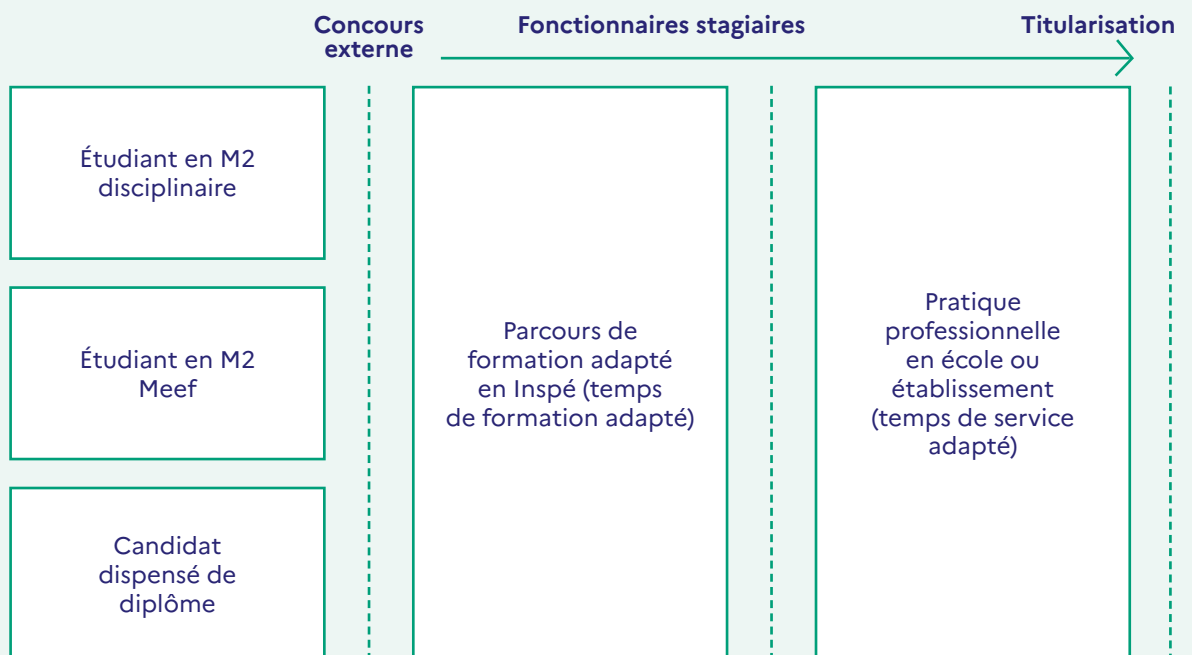 Concours
externe
Fonctionnaires stagiaires
Titularisation
Étudiant en M2
disciplinaire
Étudiant en M2
Meef
Candidat
dispensé de
diplôme
Parcours de
formation adapté
en Inspé (temps
de formation adapté)
Pratique
professionnelle
en école ou
établissement
(temps de service
adapté)